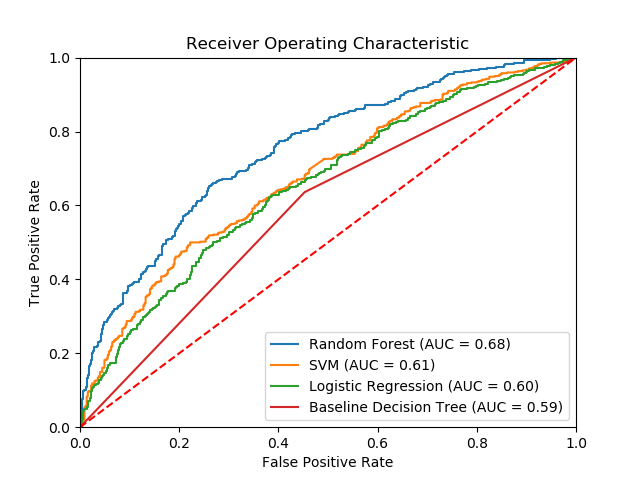 Receiver Operating Characteristic
True Positive Rate
1.0
0.8
0.6
0.4
0.2
0.0
Random Forest (AUC = 0.68)
SVM (AUC = 0.61)
Logistic Regression (AUC = 0.60)
Baseline Decision Tree (AUC = 0.59)
0.0 0.2 0.4 0.6 0.8 1.0
False Positive Rate